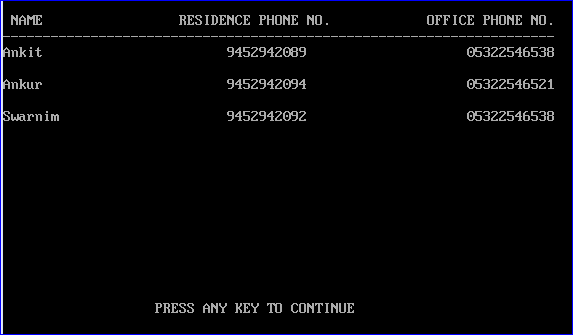 NAME RESIDENCE PHONE NO. OFFICE PHONE NO.
Ankit 9452942089 05322546538
Ankur 9452942094 05322546521
Swarnim 9452942092 05322546538
PRESS ANY KEY TO CONTINUE